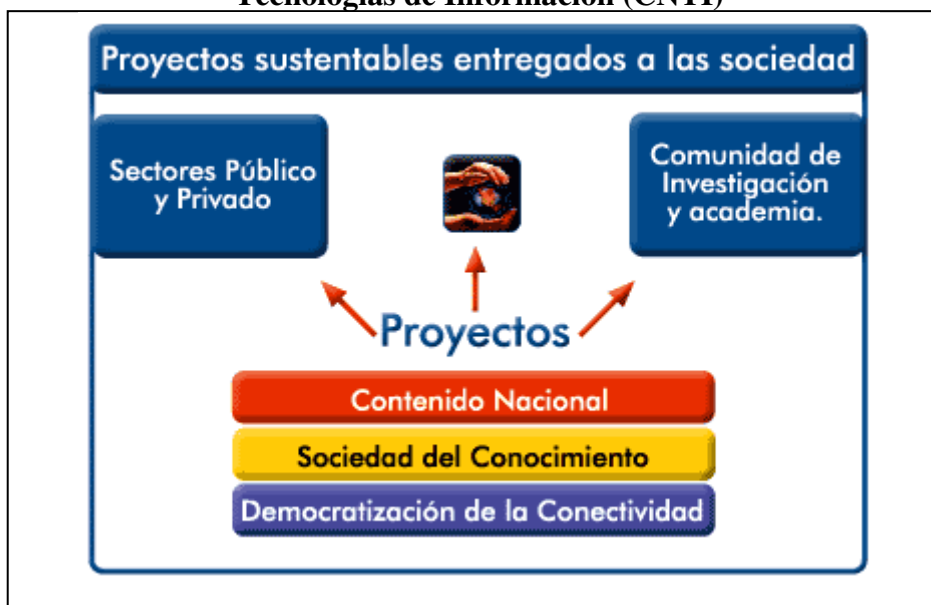 Tecnologías de Información (CNTI)
Proyectos sustentables entregados a las sociedad
Sectores Público
y Privado
Comunidad de
Investigación
y academia.
Proyectos
Contenido Nacional
Sociedad del Conocimiento
Democratización de la Conectividad